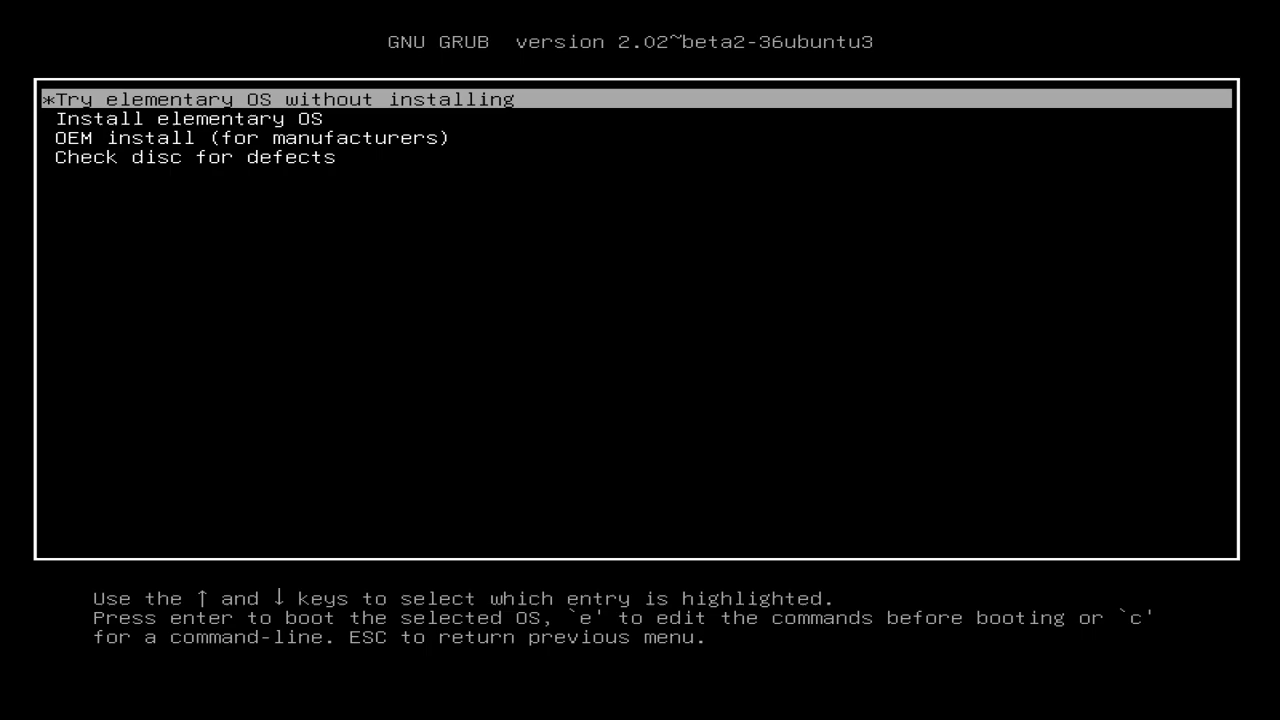 GNU GRUB  version 2.02~beta2-36ubuntu3
*Try elementary OS without installing
Install elementary OS
OEM install (for manufacturers)
Check disc for defects
Use the ↑ and ↓ keys to select which entry is highlighted.
Press enter to boot the selected OS, `e' to edit the commands before booting or `c'
for a command-line. ESC to return previous menu.